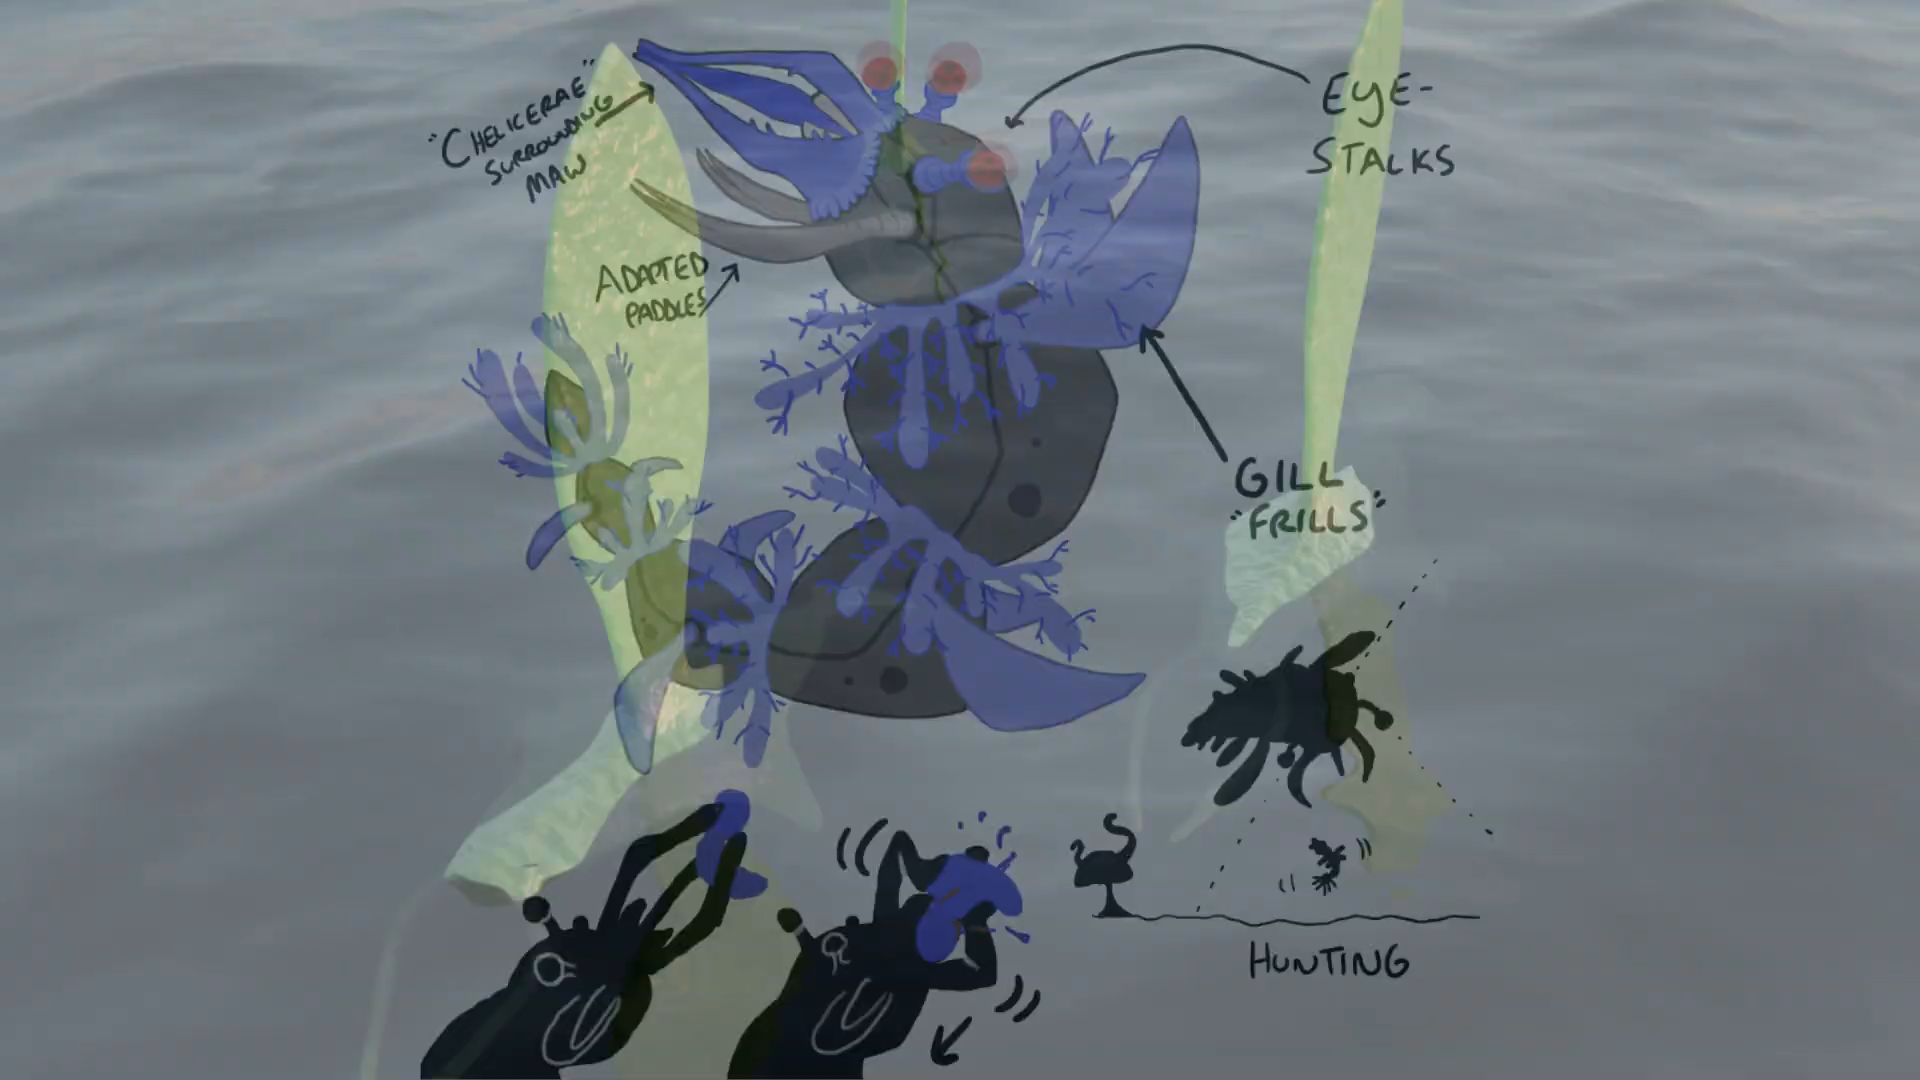 "CHELICERAE"
SURROUNDING
MAW
EYE-
STALKS
ADAPTED
PADDLES
GILL
"FRILLS"
HUNTING